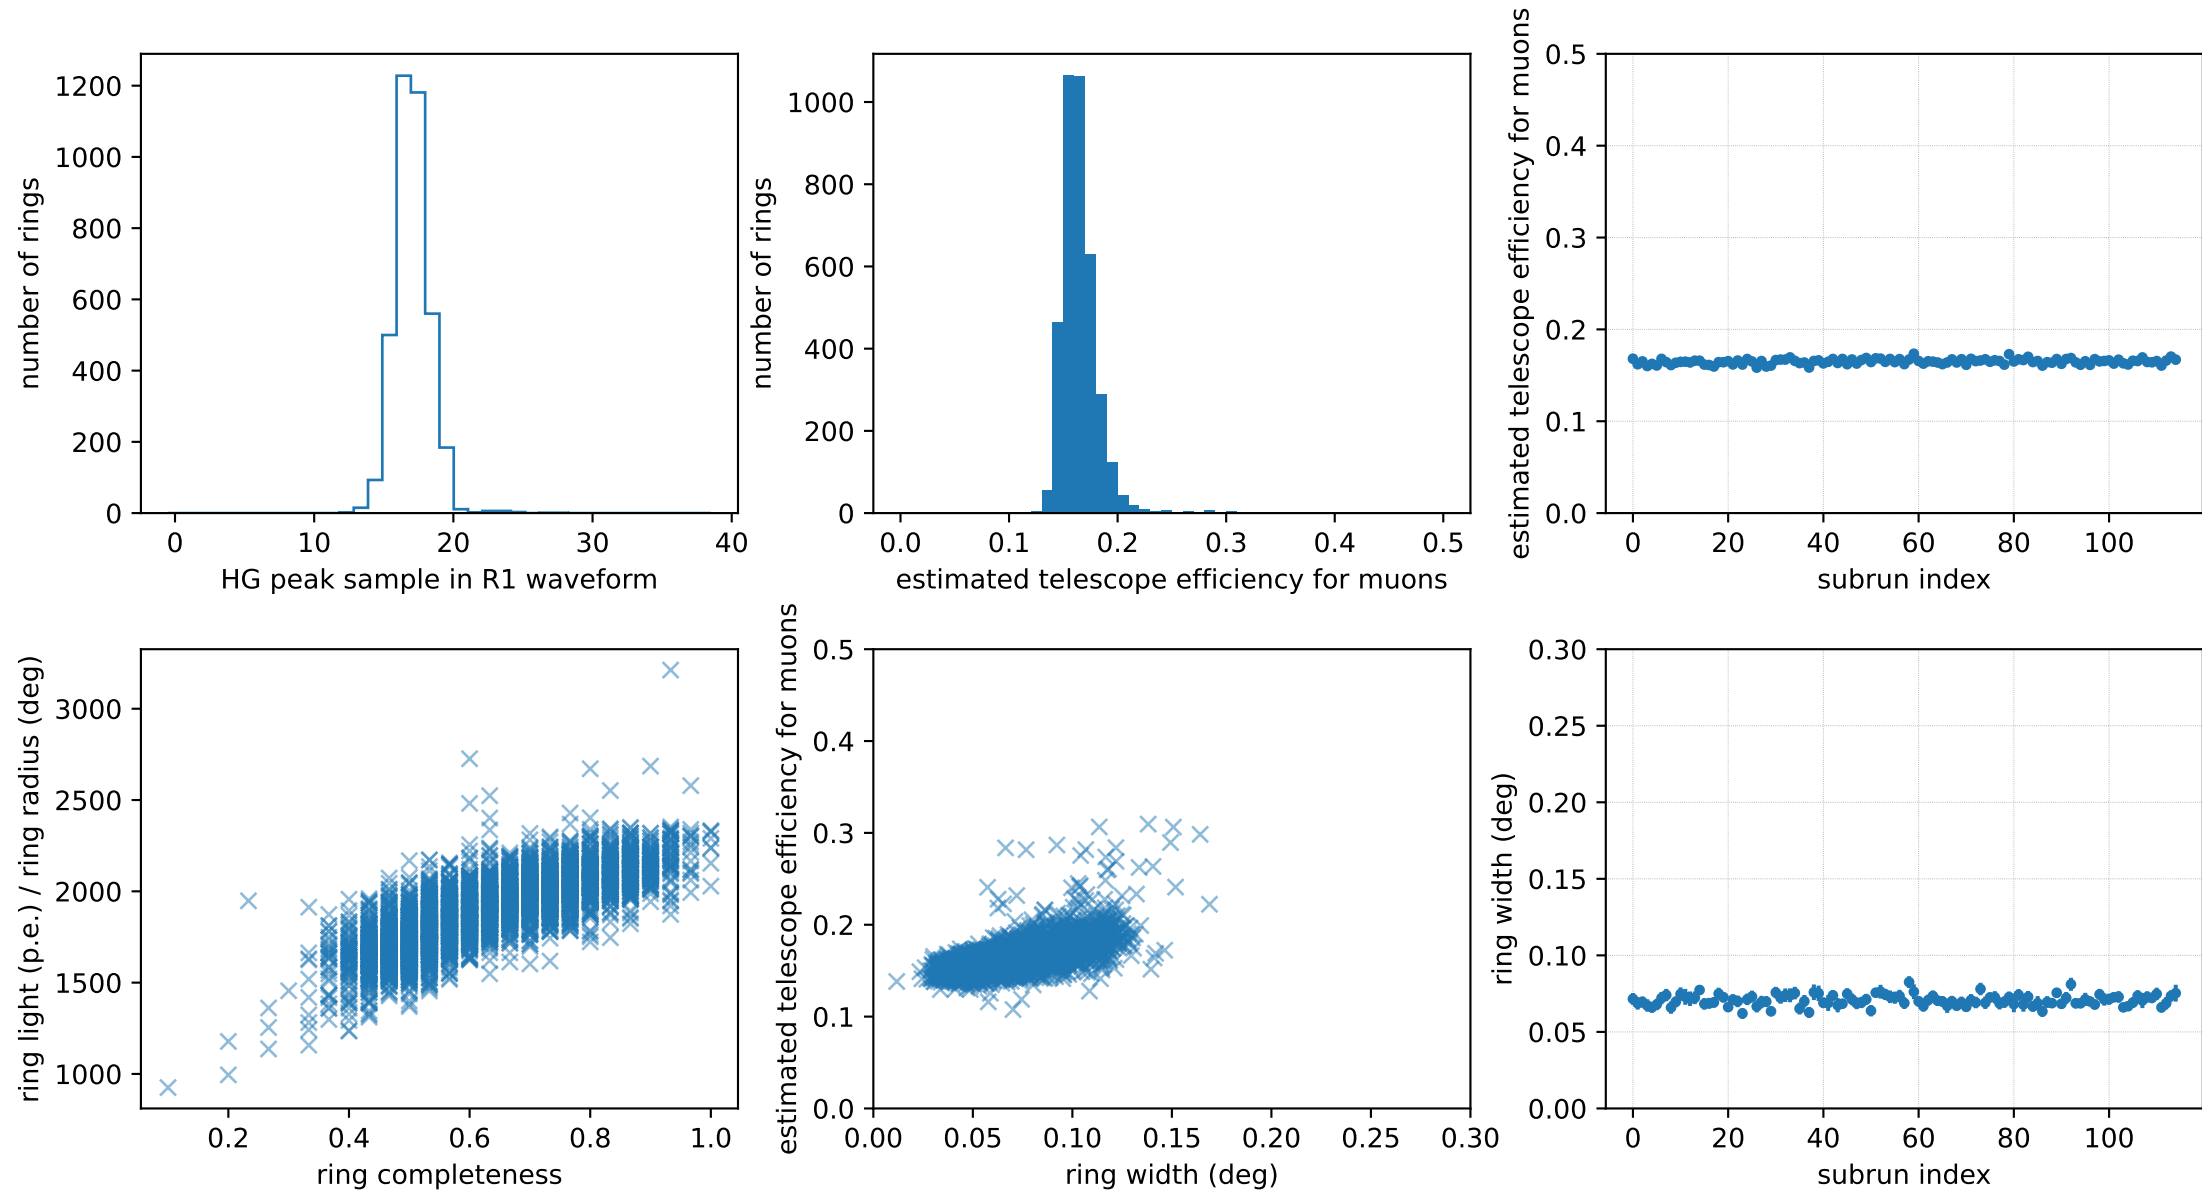 number of rings
1200
1000
800
600
400
200
0
0 10 20 30 40
HG peak sample in R1 waveform
number of rings
1000
800
600
400
200
0
0.0 0.1 0.2 0.3 0.4 0.5
estimated telescope efficiency for muons
estimated telescope efficiency for muons
0.5
0.4
0.3
0.2
0.1
0.0
0 20 40 60 80 100
subrun index
ring light (p.e.) / ring radius (deg)
3000
2500
2000
1500
1000
0.2 0.4 0.6 0.8 1.0
ring completeness
estimated telescope efficiency for muons
0.5
0.4
0.3
0.2
0.1
0.0
0.00 0.05 0.10 0.15 0.20 0.25 0.30
ring width (deg)
ring width (deg)
0.30
0.25
0.20
0.15
0.10
0.05
0.00
0 20 40 60 80 100
subrun index